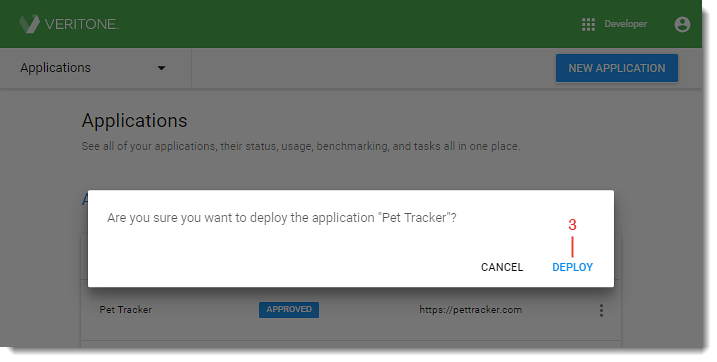 VERITONE.
Developer
Applications
NEW APPLICATION
Applications
See all of your applications, their status, usage, benchmarking, and tasks all in one place.
A
Are you sure you want to deploy the application "Pet Tracker"?
3
CANCEL DEPLOY
Pet Tracker APPROVED https://pettracker.com